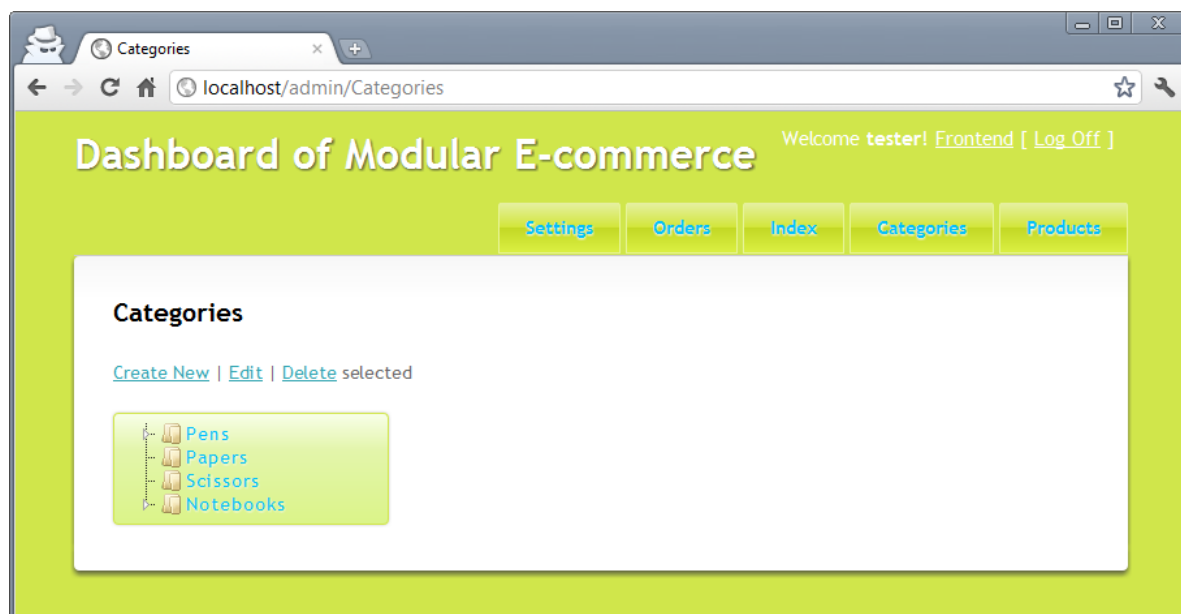 Categories
localhost/admin/Categories
Dashboard of Modular E-commerce
Welcome tester! Frontend [ Log Off ]
Settings Orders Index Categories Products
Categories
Create New | Edit | Delete selected
Pens
Papers
Scissors
Notebooks